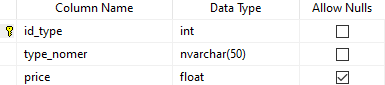 Column Name Data Type Allow Nulls
id_type int
type_nomer nvarchar(50)
price float